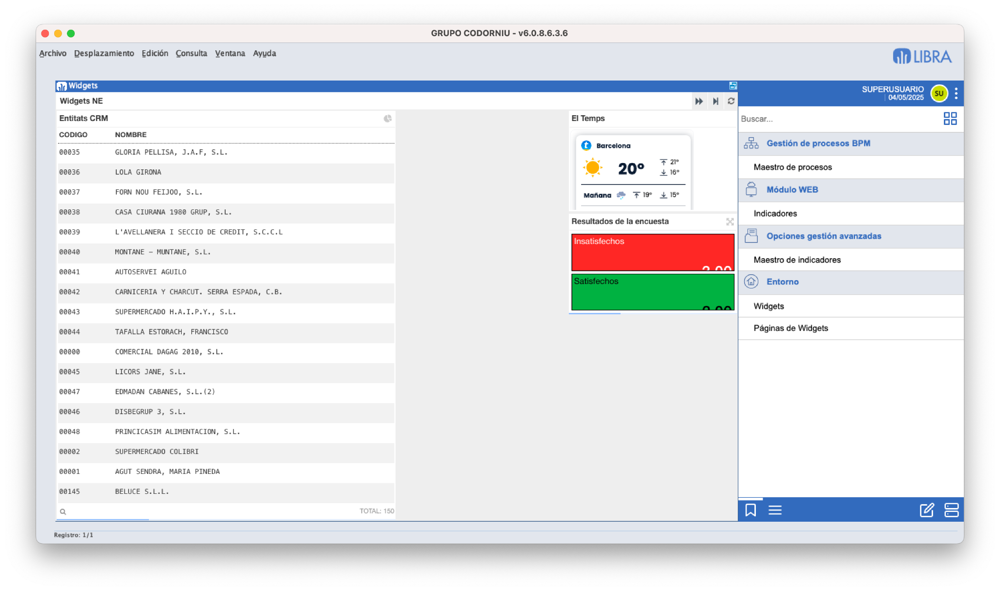 GRUPO CODORNIU - v6.0.8.6.3.6
Archivo Desplazamiento Edición Consulta Ventana Ayuda
LIBRA
Widgets
Widgets NE
Entitats CRM
CODIGO NOMBRE
00035 GLORIA PELLISA, J.A.F, S.L.
00036 LOLA GIRONA
00037 FORN NOU FEIJOO, S.L.
00038 CASA CIURANA 1980 GRUP, S.L.
00039 L'AVELLANERA I SECCIO DE CREDIT, S.C.C.L
00040 MONTANE - MUNTANE, S.L.
00041 AUTOSERVEI AGUILO
00042 CARNICERIA Y CHARCUT. SERRA ESPADA, C.B.
00043 SUPERMERCADO H.A.I.P.Y., S.L.
00044 TAFALLA ESTORACH, FRANCISCO
00000 COMERCIAL DAGAG 2010, S.L.
00045 LICORS JANE, S.L.
00047 EDMADAN CABANES, S.L.(2)
00046 DISBEGRUP 3, S.L.
00048 PRINCICASIM ALIMENTACION, S.L.
00002 SUPERMERCADO COLIBRI
00001 AGUT SENDRA, MARIA PINEDA
00145 BELUCE S.L.L.
TOTAL: 150
El Temps
t Barcelona
20° 21°
16°
Mañana 19° 15°
Resultados de la encuesta
Insatisfechos
Satisfechos
SUPERUSUARIO
04/05/2025
SU
Buscar...
Gestión de procesos BPM
Maestro de procesos
Módulo WEB
Indicadores
Opciones gestión avanzadas
Maestro de indicadores
Entorno
Widgets
Páginas de Widgets
Registro: 1/1